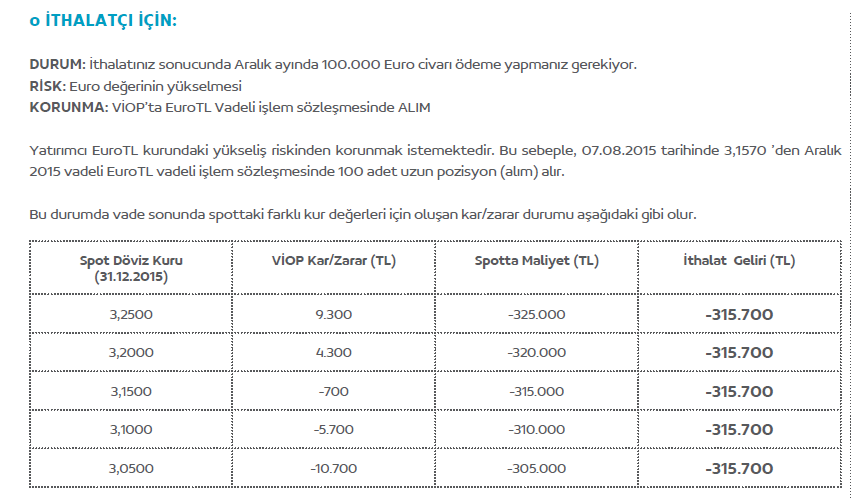 o İTHALATÇI İÇİN:
DURUM: İthalatınız sonucunda Aralık ayında 100.000 Euro civarı ödeme yapmanız gerekiyor.
RİSK: Euro değerinin yükselmesi
KORUNMA: VİOP'ta EuroTL Vadeli işlem sözleşmesinde ALIM
Yatırımcı EuroTL kurundaki yükseliş riskinden korunmak istemektedir. Bu sebeple, 07.08.2015 tarihinde 3,1570 'den Aralık
2015 vadeli EuroTL vadeli işlem sözleşmesinde 100 adet uzun pozisyon (alım) alır.
Bu durumda vade sonunda spottaki farklı kur değerleri için oluşan kar/zarar durumu aşağıdaki gibi olur.
Spot Döviz Kuru (31.12.2015) VİOP Kar/Zarar (TL) Spotta Maliyet (TL) İthalat Geliri (TL)
3,2500 9.300 -325.000 -315.700
3,2000 4.300 -320.000 -315.700
3,1500 -700 -315.000 -315.700
3,1000 -5.700 -310.000 -315.700
3,0500 -10.700 -305.000 -315.700